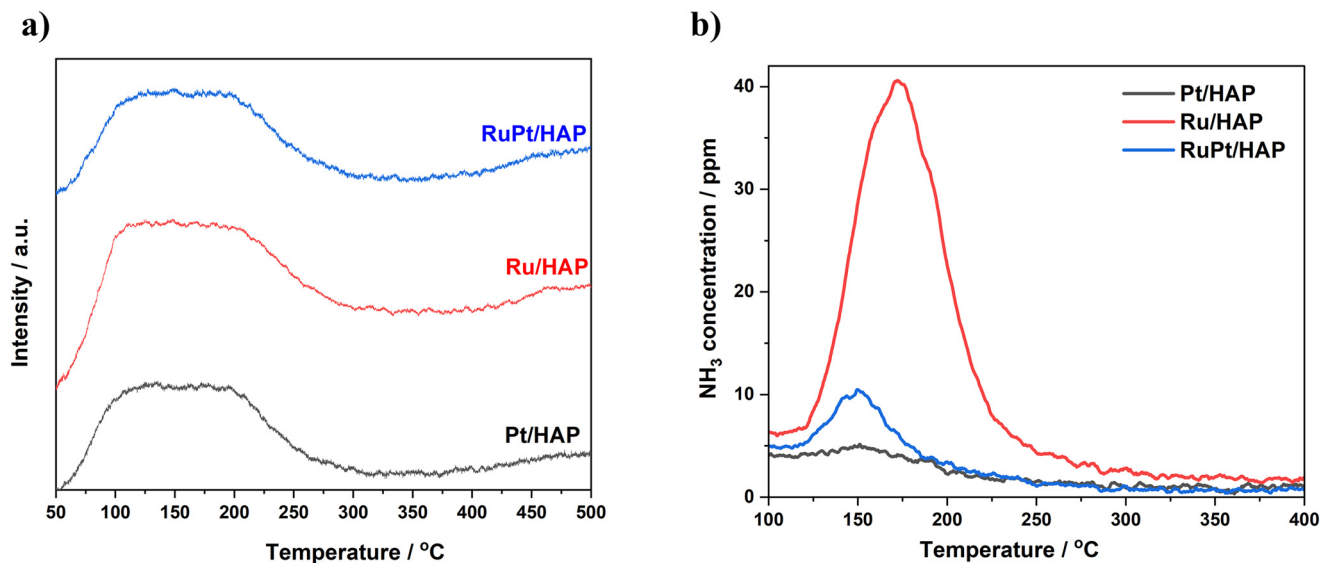 a)
RuPt/HAP
Ru/HAP
Pt/HAP
Intensity / a.u.
50 100 150 200 250 300 350 400 450 500
Temperature / °C
b)
Pt/HAP
Ru/HAP
RuPt/HAP
NH₃ concentration / ppm
40
30
20
10
0
100 150 200 250 300 350 400
Temperature / °C